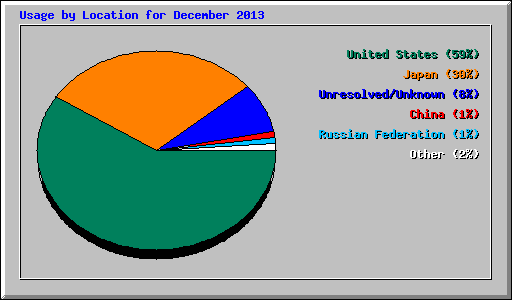 Usage by Location for December 2013
United States (59%)
Japan (30%)
Unresolved/Unknown (8%)
China (1%)
Russian Federation (1%)
Other (2%)